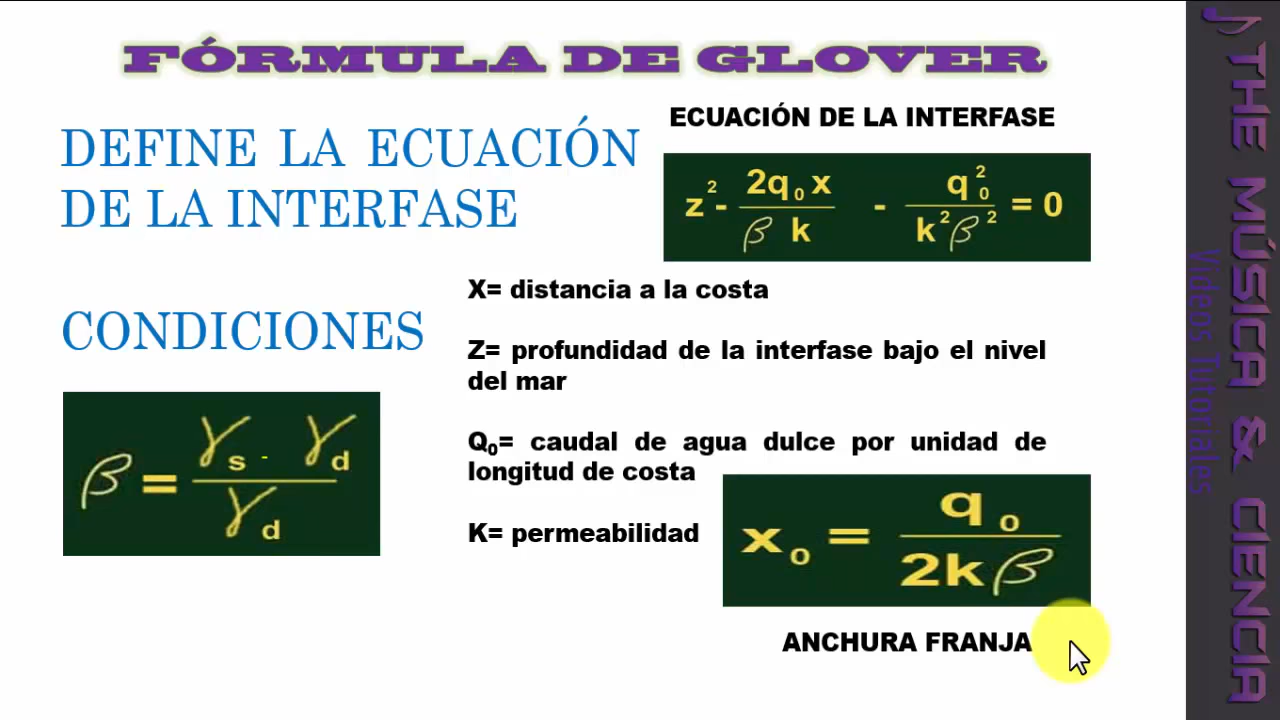 FÓRMULA DE GLOVER
DEFINE LA ECUACIÓN
DE LA INTERFASE
ECUACIÓN DE LA INTERFASE
z² - 2q₀x / β k - q₀² / k²β² = 0
X= distancia a la costa
Z= profundidad de la interfase bajo el nivel
del mar
Q₀= caudal de agua dulce por unidad de
longitud de costa
K= permeabilidad
CONDICIONES
β = γs - γd / γd
x₀ = q₀ / 2kβ
ANCHURA FRANJA
THE MÚSICA & CIENCIA
Videos Tutoriales